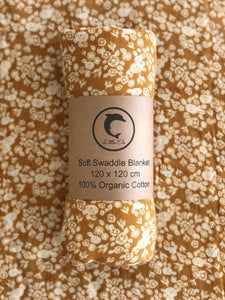 Soft Swaddle Blanket
120 x 120 cm
100% Organic Cotton